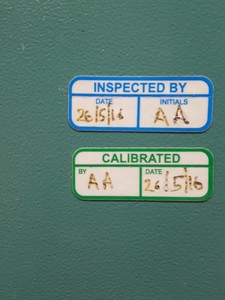 INSPECTED BY
DATE INITIALS
26/5/16 AA
CALIBRATED
BY AA DATE 26/5/16